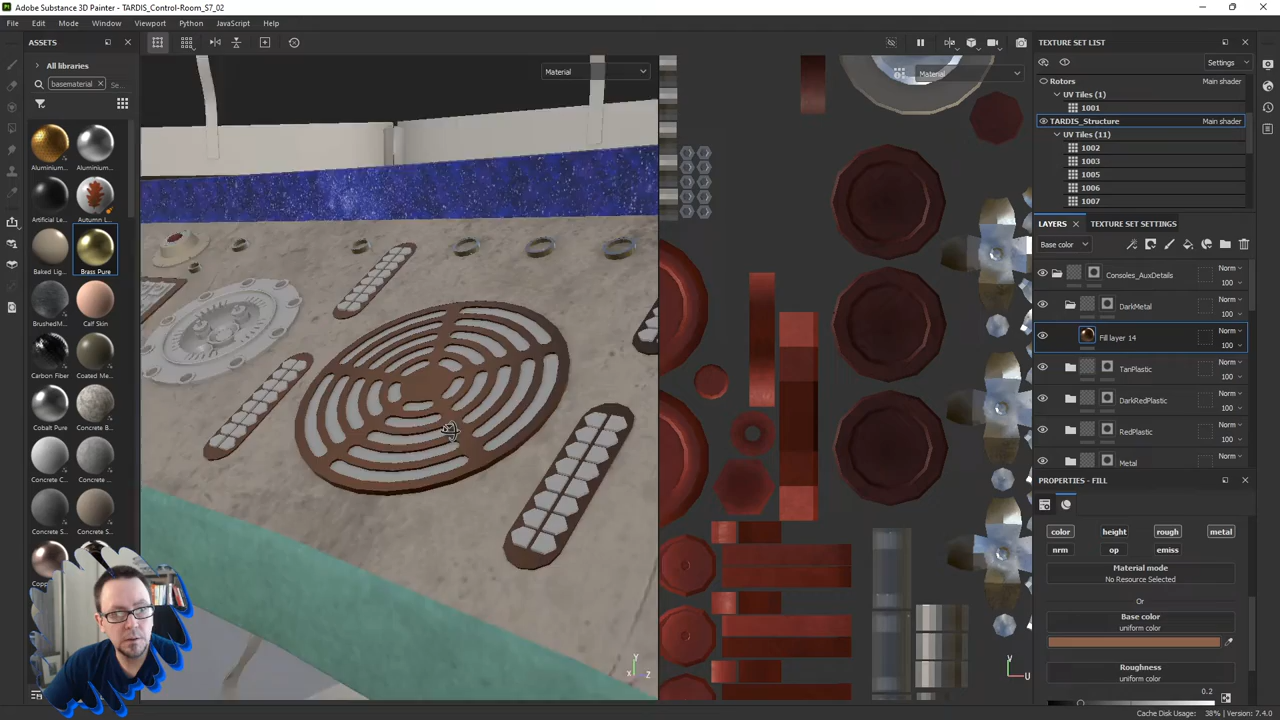 Adobe Substance 3D Painter - TARDIS_Control-Room_S7_02
File Edit Mode Window Viewport Python JavaScript Help
ASSETS
All libraries
basematerial
Se...
Aluminium...
Aluminium...
Artificial Le...
Autumn L...
Baked Lig...
Brass Pure
BrushedM...
Calf Skin
Carbon Fiber
Coated Me...
Cobalt Pure
Concrete B...
Concrete C...
Concrete ...
Concrete S...
Concrete S...
Material
Material
Y
X
Z
V
U
TEXTURE SET LIST
Settings
Rotors
Main shader
UV Tiles (1)
1001
TARDIS_Structure
Main shader
UV Tiles (11)
1002
1003
1005
1006
1007
LAYERS
TEXTURE SET SETTINGS
Base color
Consoles_AuxDetails
Norm
100
DarkMetal
Norm
100
Fill layer 14
Norm
100
TanPlastic
Norm
100
DarkRedPlastic
Norm
100
RedPlastic
Norm
100
Metal
Norm
PROPERTIES - FILL
color height rough metal
nrm op emiss
Material mode
No Resource Selected
Or
Base color
uniform color
Roughness
uniform color
0.2
Cache Disk Usage: 38% | Version: 7.4.0